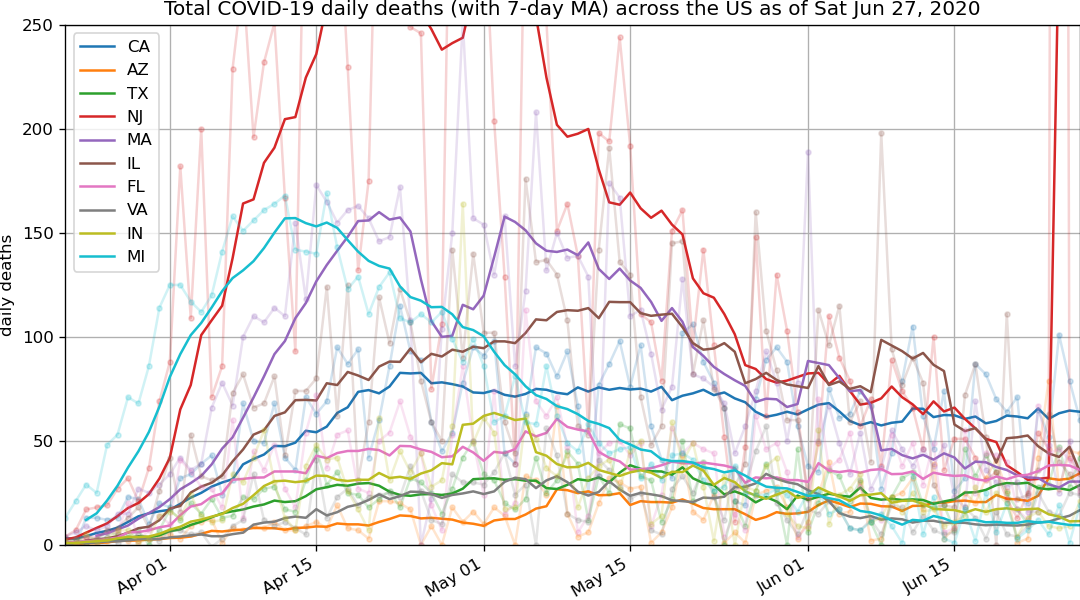 Total COVID-19 daily deaths (with 7-day MA) across the US as of Sat Jun 27, 2020
250
200
150
100
50
0
daily deaths
CA
AZ
TX
NJ
MA
IL
FL
VA
IN
MI
Apr 01
Apr 15
May 01
May 15
Jun 01
Jun 15